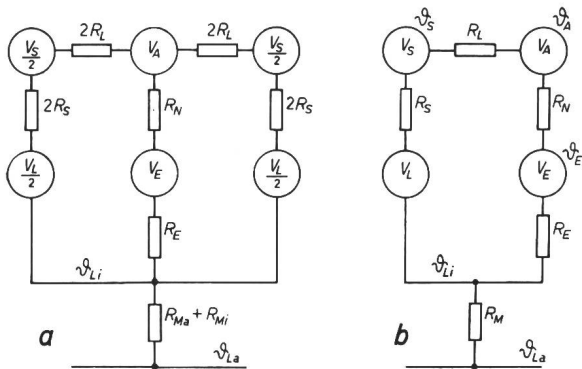 V_S/2 2R_L V_A 2R_L V_S/2
2R_S R_N 2R_S
V_L/2 V_E V_L/2
R_E
ϑ_Li
R_Ma + R_Mi
a
ϑ_La
ϑ_S ϑ_A
V_S R_L V_A
R_S R_N
ϑ_E
V_L V_E
R_E
ϑ_Li
R_M
b
ϑ_La